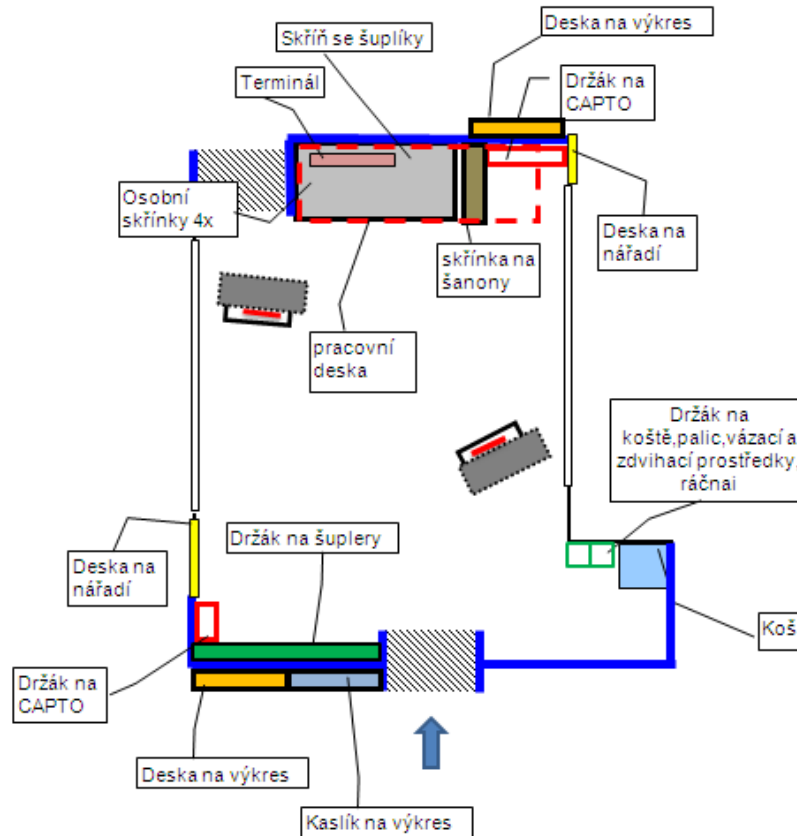 Deska na výkres
Skříň se šuplíky
Terminál
Držák na
CAPTO
Osobní
skřínky 4x
Deska na
nářadí
skřínka na
šanony
pracovní
deska
Držák na
koště,palic,vázací a
zdvihací prostředky,
ráčnai
Držák na šuplery
Deska na
nářadí
Koš
Držák na
CAPTO
Deska na výkres
Kaslík na výkres